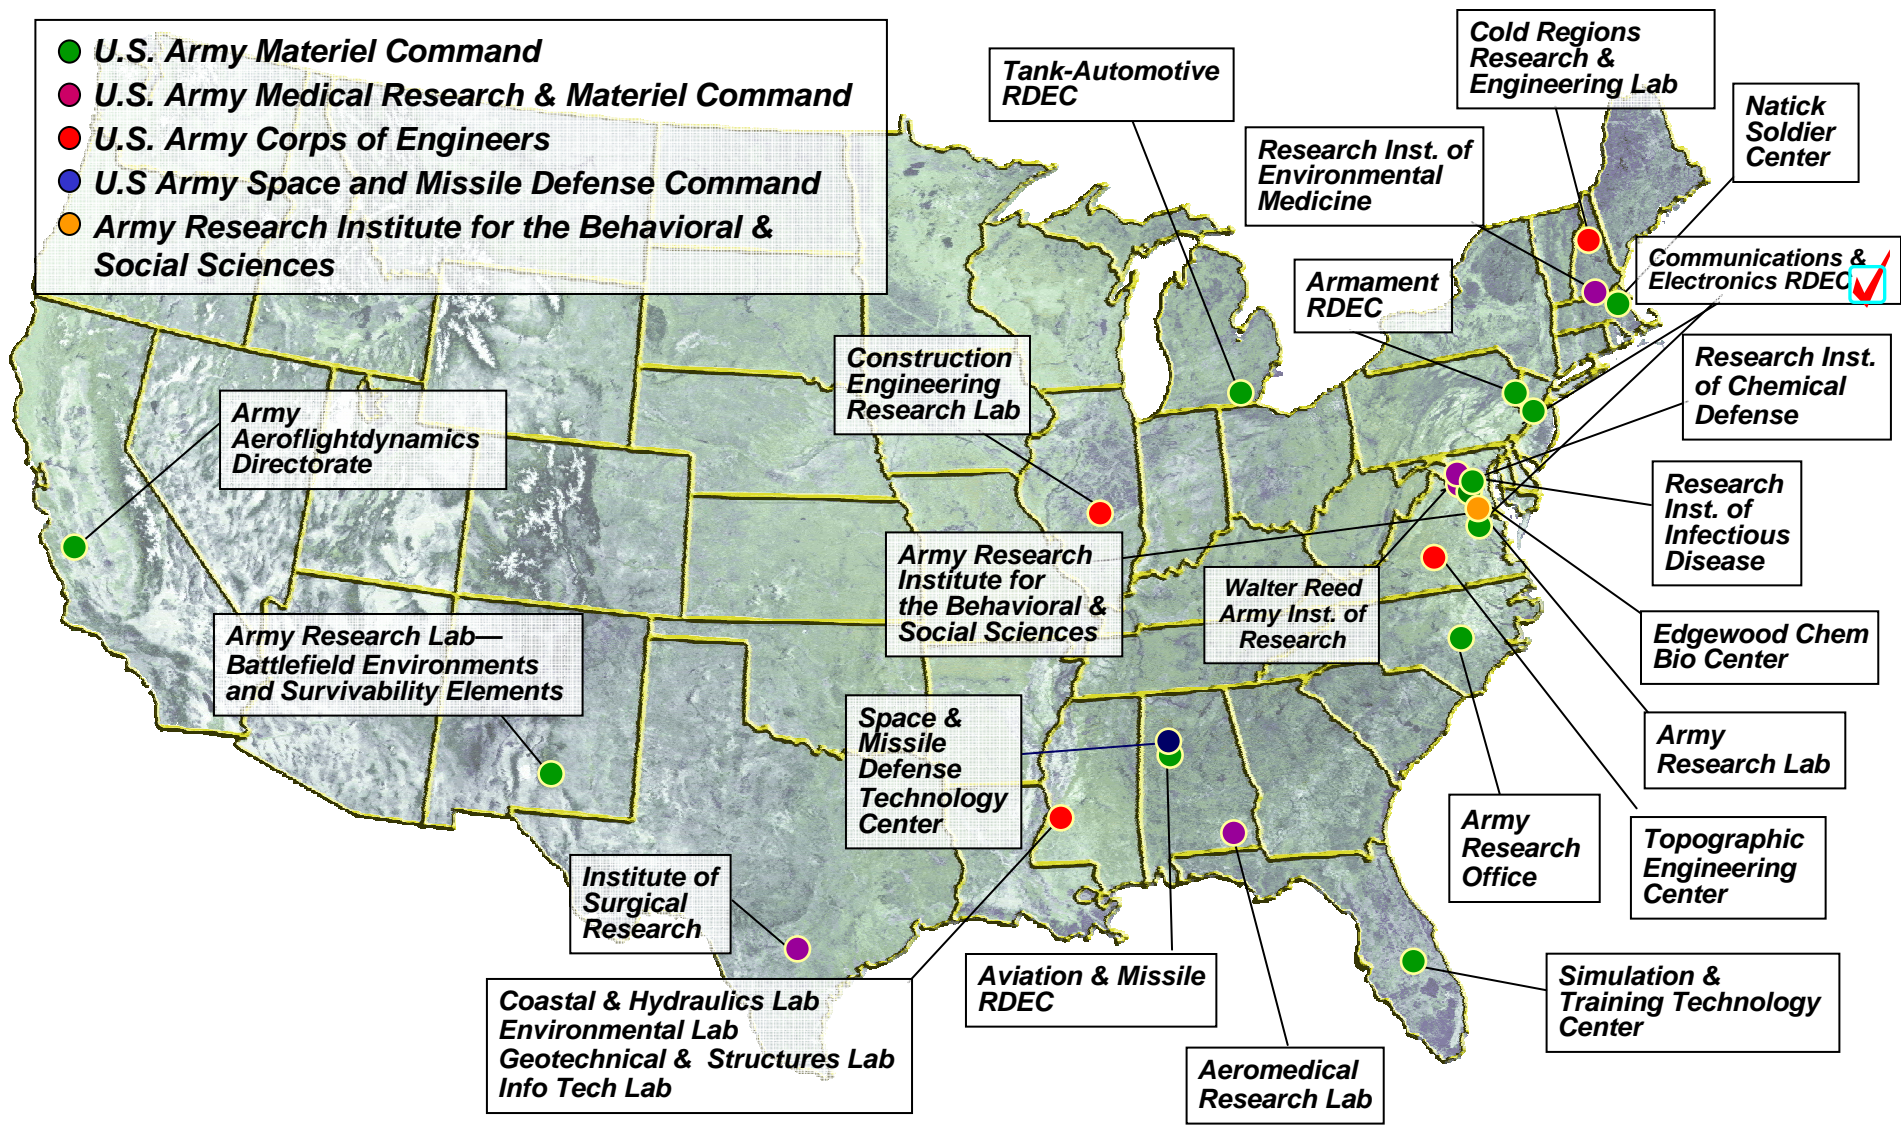 U.S. Army Materiel Command
U.S. Army Medical Research & Materiel Command
U.S. Army Corps of Engineers
U.S Army Space and Missile Defense Command
Army Research Institute for the Behavioral &
Social Sciences
Tank-Automotive
RDEC
Cold Regions
Research &
Engineering Lab
Natick
Soldier
Center
Research Inst. of
Environmental
Medicine
Communications &
Electronics RDEC
Armament
RDEC
Construction
Engineering
Research Lab
Research Inst.
of Chemical
Defense
Army
Aeroflightdynamics
Directorate
Research
Inst. of
Infectious
Disease
Army Research
Institute for
the Behavioral &
Social Sciences
Walter Reed
Army Inst. of
Research
Edgewood Chem
Bio Center
Army Research Lab—
Battlefield Environments
and Survivability Elements
Space &
Missile
Defense
Technology
Center
Army
Research Lab
Army
Research
Office
Topographic
Engineering
Center
Institute of
Surgical
Research
Aviation & Missile
RDEC
Simulation &
Training Technology
Center
Coastal & Hydraulics Lab
Environmental Lab
Geotechnical &  Structures Lab
Info Tech Lab
Aeromedical
Research Lab